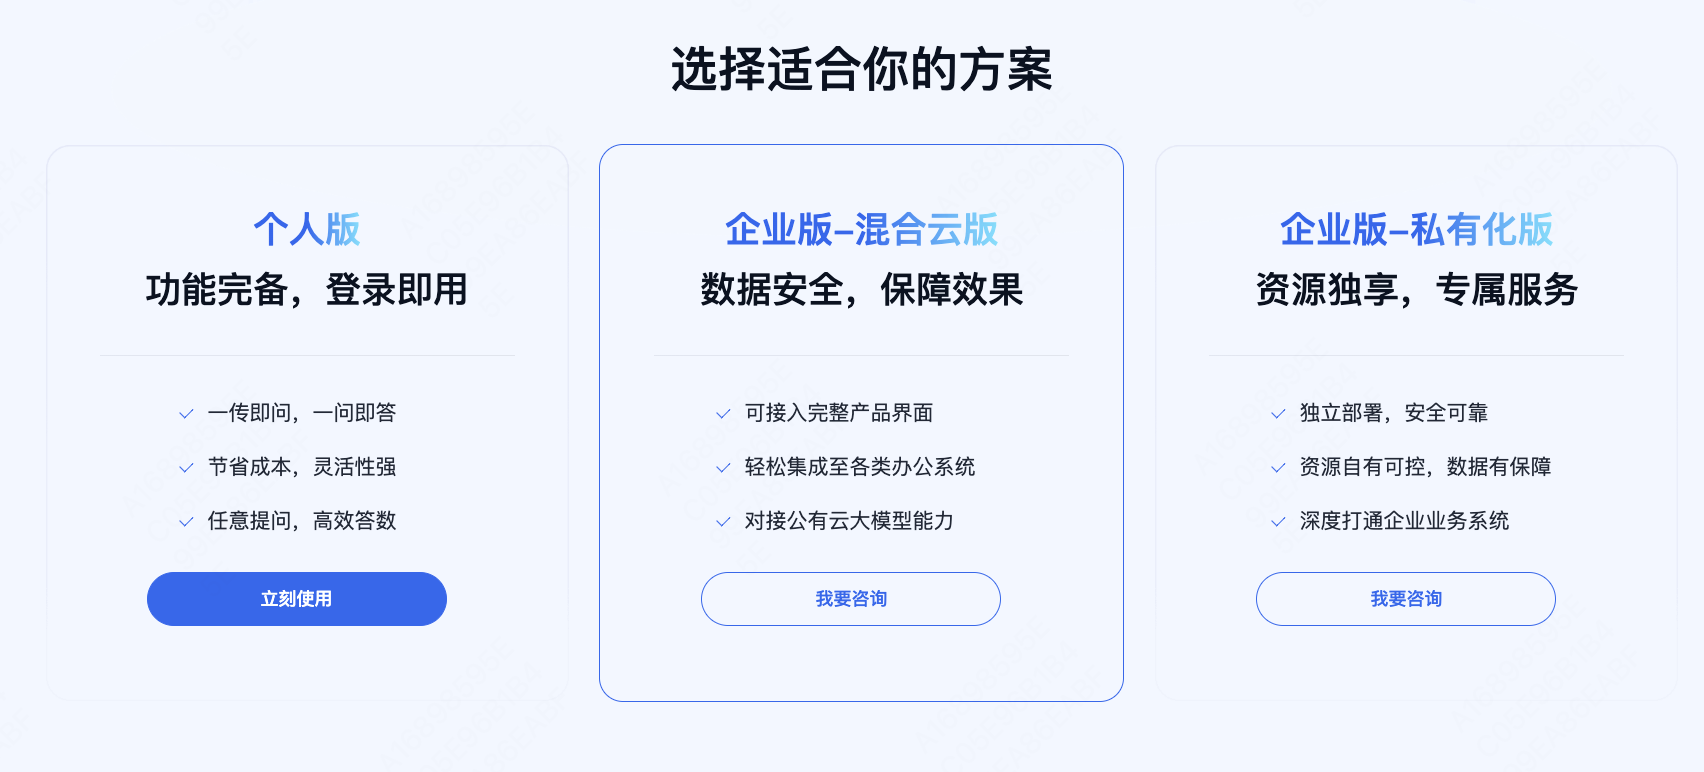 选择适合你的方案
个人版
功能完备，登录即用
一传即问，一问即答
节省成本，灵活性强
任意提问，高效答数
立刻使用
企业版-混合云版
数据安全，保障效果
可接入完整产品界面
轻松集成至各类办公系统
对接公有云大模型能力
我要咨询
企业版-私有化版
资源独享，专属服务
独立部署，安全可靠
资源自有可控，数据有保障
深度打通企业业务系统
我要咨询